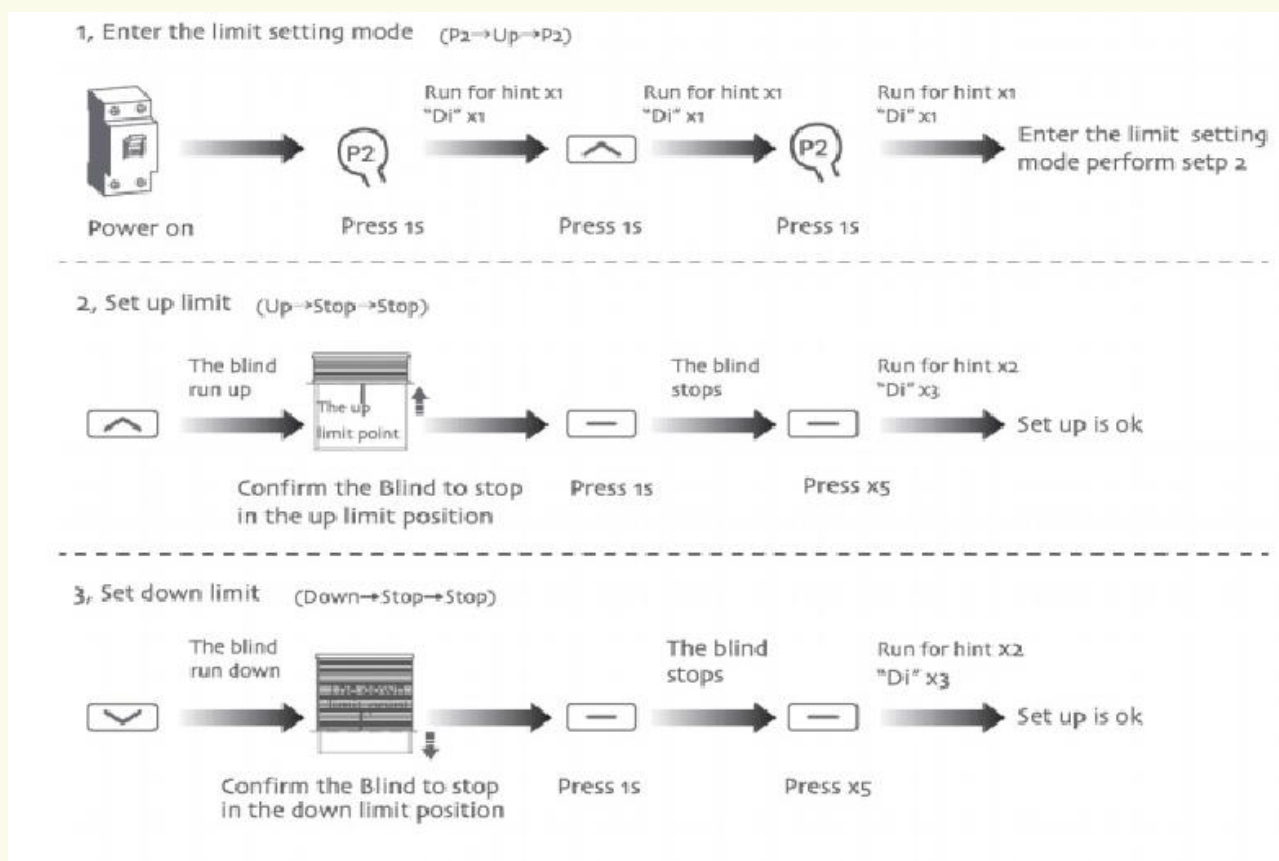 1, Enter the limit setting mode (P2→Up→P2)
Run for hint x1
"Di" x1
Run for hint x1
"Di" x1
Run for hint x1
"Di" x1
P2
P2
Enter the limit setting
mode perform setp 2
Power on
Press 1s
Press 1s
Press 1s
2, Set up limit (Up→Stop→Stop)
The blind
run up
The up
limit point
The blind
stops
Run for hint x2
"Di" x3
Set up is ok
Confirm the Blind to stop
in the up limit position
Press 1s
Press x5
3, Set down limit (Down→Stop→Stop)
The blind
run down
The down
The blind
stops
Run for hint x2
"Di" x3
Set up is ok
Confirm the Blind to stop
in the down limit position
Press 1s
Press x5